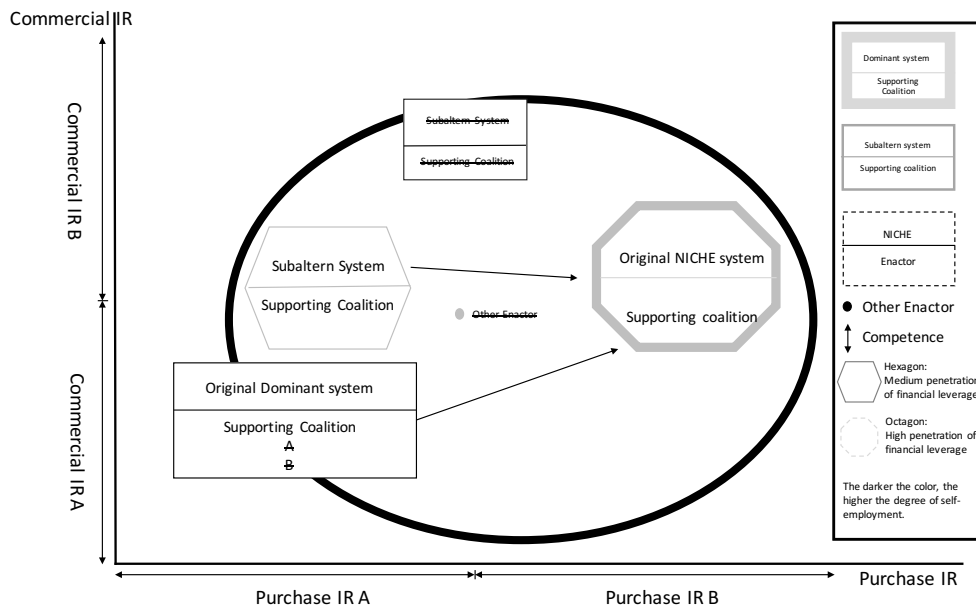 Commercial IR
Commercial IR B
Commercial IR A
Subaltern System
Supporting Coalition
Subaltern System
Supporting Coalition
Other Enactor
Original NICHE system
Supporting coalition
Original Dominant system
Supporting Coalition
A
B
Purchase IR A
Purchase IR B
Purchase IR
Dominant system
Supporting
Coalition
Subaltern system
Supporting coalition
NICHE
Enactor
Other Enactor
Competence
Hexagon:
Medium penetration
of financial leverage
Octagon:
High penetration of
financial leverage
The darker the color, the
higher the degree of self-
employment.